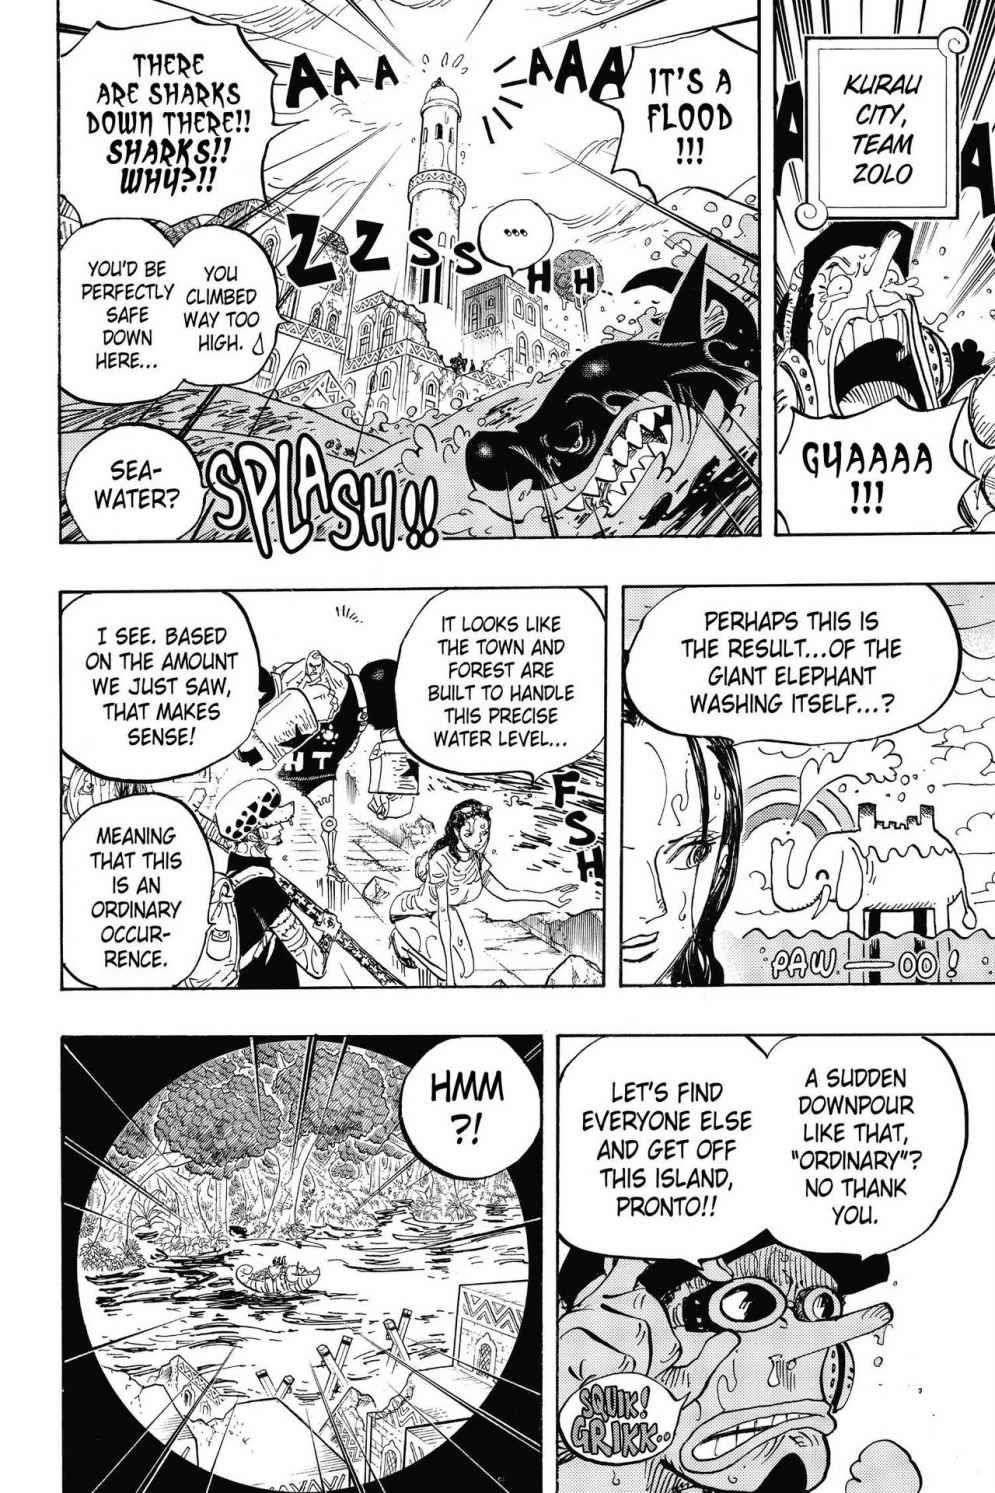 KURAU
CITY,
TEAM
ZOLO
GYAAAA
!!!
IT'S A
FLOOD
!!!
AAA
AAA
THERE
ARE SHARKS
DOWN THERE!!
SHARKS!!
WHY?!!
...
ZZSSHH
YOU
CLIMBED
WAY TOO
HIGH.
YOU'D BE
PERFECTLY
SAFE
DOWN
HERE...
SEA-
WATER?
SPLASH!!
PERHAPS THIS IS
THE RESULT...OF THE
GIANT ELEPHANT
WASHING ITSELF...?
PAW—OO!
IT LOOKS LIKE
THE TOWN AND
FOREST ARE
BUILT TO HANDLE
THIS PRECISE
WATER LEVEL...
FSH
HT
I SEE. BASED
ON THE AMOUNT
WE JUST SAW,
THAT MAKES
SENSE!
MEANING
THAT THIS
IS AN
ORDINARY
OCCUR-
RENCE.
A SUDDEN
DOWNPOUR
LIKE THAT,
"ORDINARY"?
NO THANK
YOU.
LET'S FIND
EVERYONE ELSE
AND GET OFF
THIS ISLAND,
PRONTO!!
SQUIK!
GRIKK..
HMM
?!